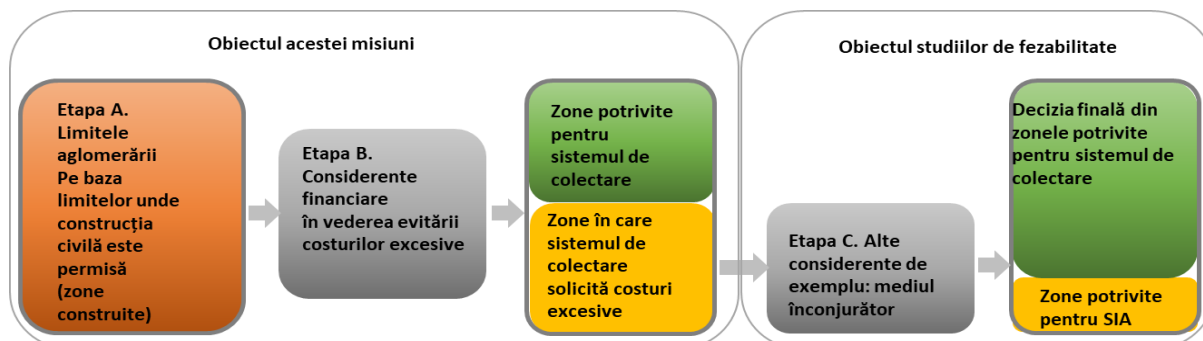 Obiectul acestei misiuni
Etapa A.
Limitele
aglomerării
Pe baza
limitelor unde
construcția
civilă este
permisă
(zone
construite)
Etapa B.
Considerente
financiare
în vederea evitării
costurilor excesive
Zone potrivite
pentru
sistemul de
colectare
Zone în care
sistemul de
colectare
solicită costuri
excesive
Obiectul studiilor de fezabilitate
Etapa C. Alte
considerente de
exemplu: mediul
înconjurător
Decizia finală din
zonele potrivite
pentru sistemul de
colectare
Zone potrivite
pentru SIA